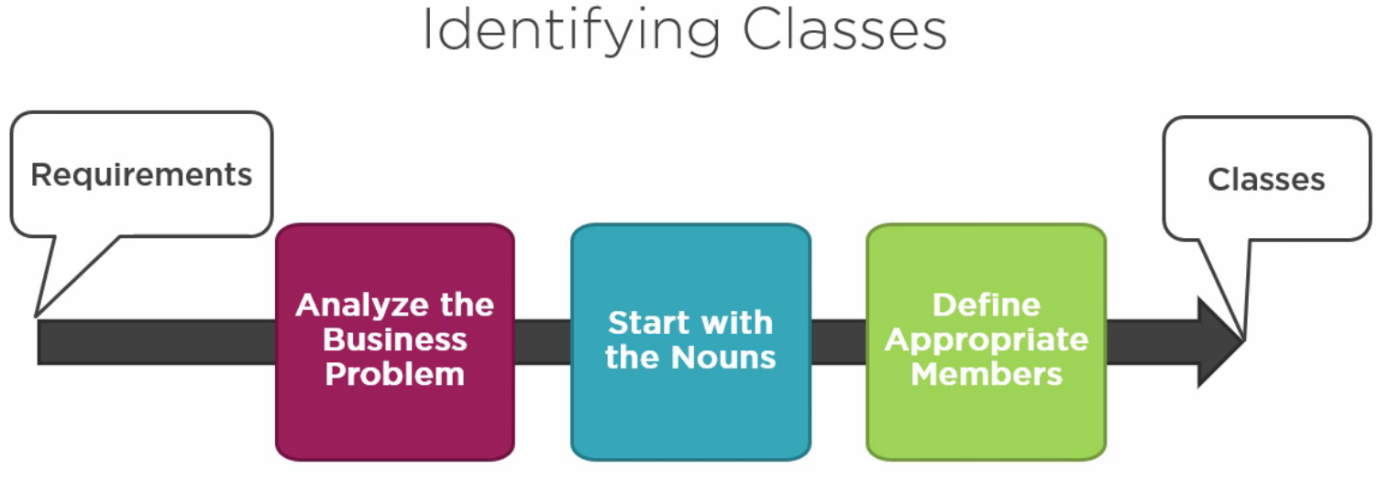 Identifying Classes
Requirements
Classes
Analyze the
Business
Problem
Start with
the Nouns
Define
Appropriate
Members